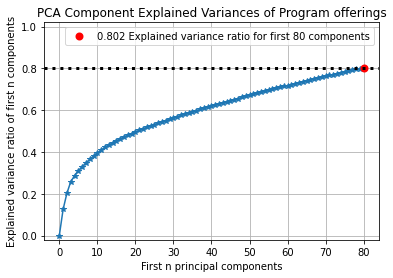 PCA Component Explained Variances of Program offerings
0.802 Explained variance ratio for first 80 components
Explained variance ratio of first n components
1.0
0.8
0.6
0.4
0.2
0.0
0 10 20 30 40 50 60 70 80
First n principal components